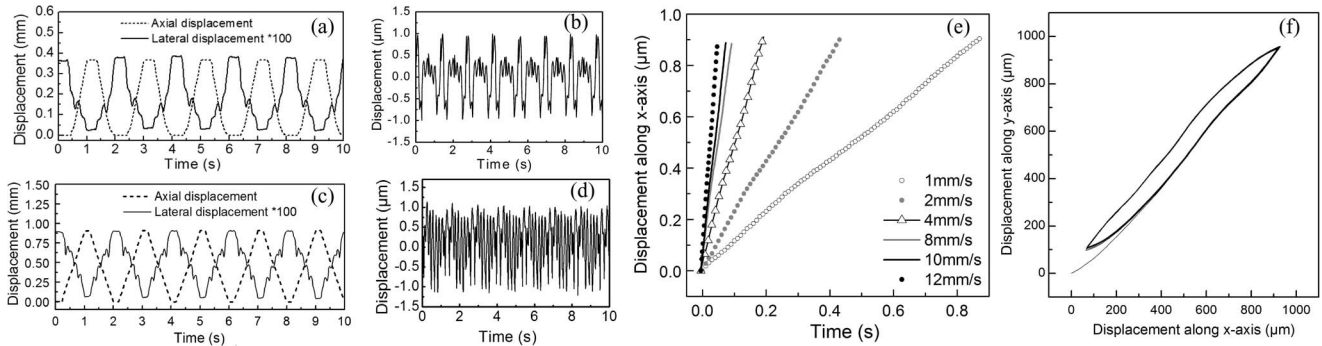 (a)
Axial displacement
Lateral displacement *100
Displacement (mm)
0.6
0.5
0.4
0.3
0.2
0.1
0.0
0 1 2 3 4 5 6 7 8 9 10
Time (s)
(b)
Displacement (μm)
1.5
1.0
0.5
0.0
-0.5
-1.0
-1.5
0 2 4 6 8 10
Time (s)
(c)
Axial displacement
Lateral displacement *100
Displacement (mm)
1.50
1.25
1.00
0.75
0.50
0.25
0.00
0 1 2 3 4 5 6 7 8 9 10
Time (s)
(d)
Displacement (μm)
1.5
1.0
0.5
0.0
-0.5
-1.0
-1.5
0 2 4 6 8 10
Time (s)
(e)
Displacement along x-axis (μm)
1.0
0.8
0.6
0.4
0.2
0.0
1mm/s
2mm/s
4mm/s
8mm/s
10mm/s
12mm/s
0.0 0.2 0.4 0.6 0.8
Time (s)
(f)
Displacement along y-axis (μm)
1000
800
600
400
200
0
0 200 400 600 800 1000
Displacement along x-axis (μm)